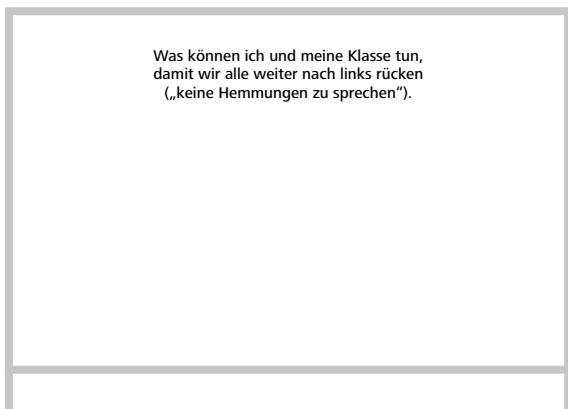 Was können ich und meine Klasse tun,
damit wir alle weiter nach links rücken
(„keine Hemmungen zu sprechen“).